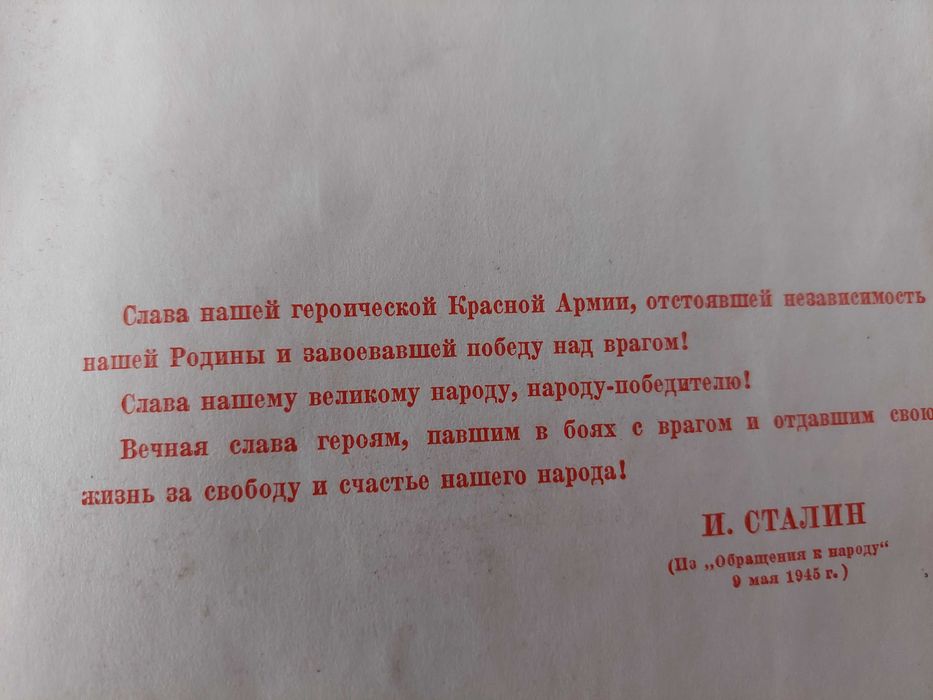 Слава нашей героической Красной Армии, отстоявшей независимость
нашей Родины и завоевавшей победу над врагом!
Слава нашему великому народу, народу-победителю!
Вечная слава героям, павшим в боях с врагом и отдавшим свою
жизнь за свободу и счастье нашего народа!
И. СТАЛИН
(Из „Обращения к народу“
9 мая 1945 г.)